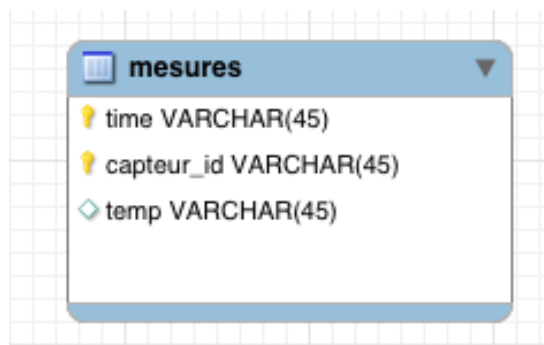 mesures
time VARCHAR(45)
capteur_id VARCHAR(45)
temp VARCHAR(45)